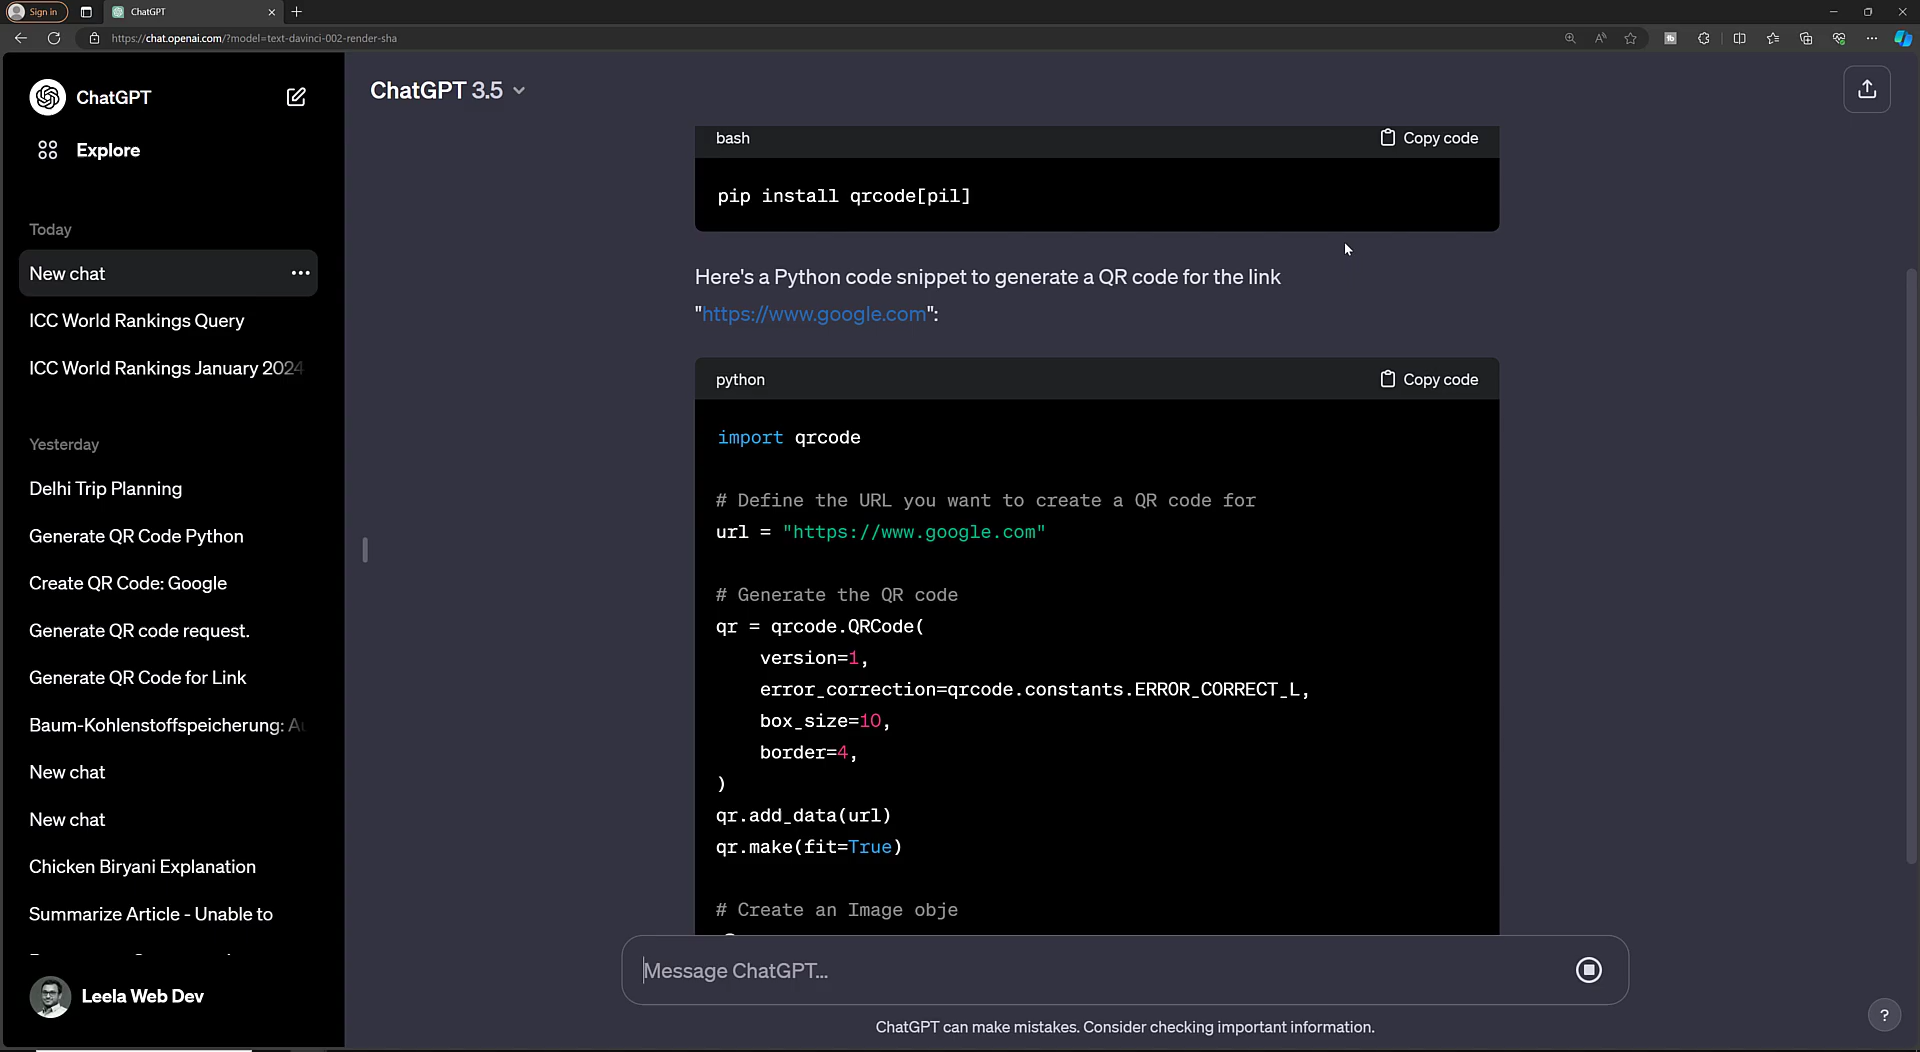 Sign in
ChatGPT
https://chat.openai.com/?model=text-davinci-002-render-sha
ChatGPT
Explore
Today
New chat
ICC World Rankings Query
ICC World Rankings January 2024
Yesterday
Delhi Trip Planning
Generate QR Code Python
Create QR Code: Google
Generate QR code request.
Generate QR Code for Link
Baum-Kohlenstoffspeicherung: Au
New chat
New chat
Chicken Biryani Explanation
Summarize Article - Unable to
Leela Web Dev
ChatGPT 3.5
bash
Copy code
pip install qrcode[pil]
Here's a Python code snippet to generate a QR code for the link
"https://www.google.com":
python
Copy code
import qrcode
# Define the URL you want to create a QR code for
url = "https://www.google.com"
# Generate the QR code
qr = qrcode.QRCode(
    version=1,
    error_correction=qrcode.constants.ERROR_CORRECT_L,
    box_size=10,
    border=4,
)
qr.add_data(url)
qr.make(fit=True)
# Create an Image obje
Message ChatGPT...
ChatGPT can make mistakes. Consider checking important information.
?